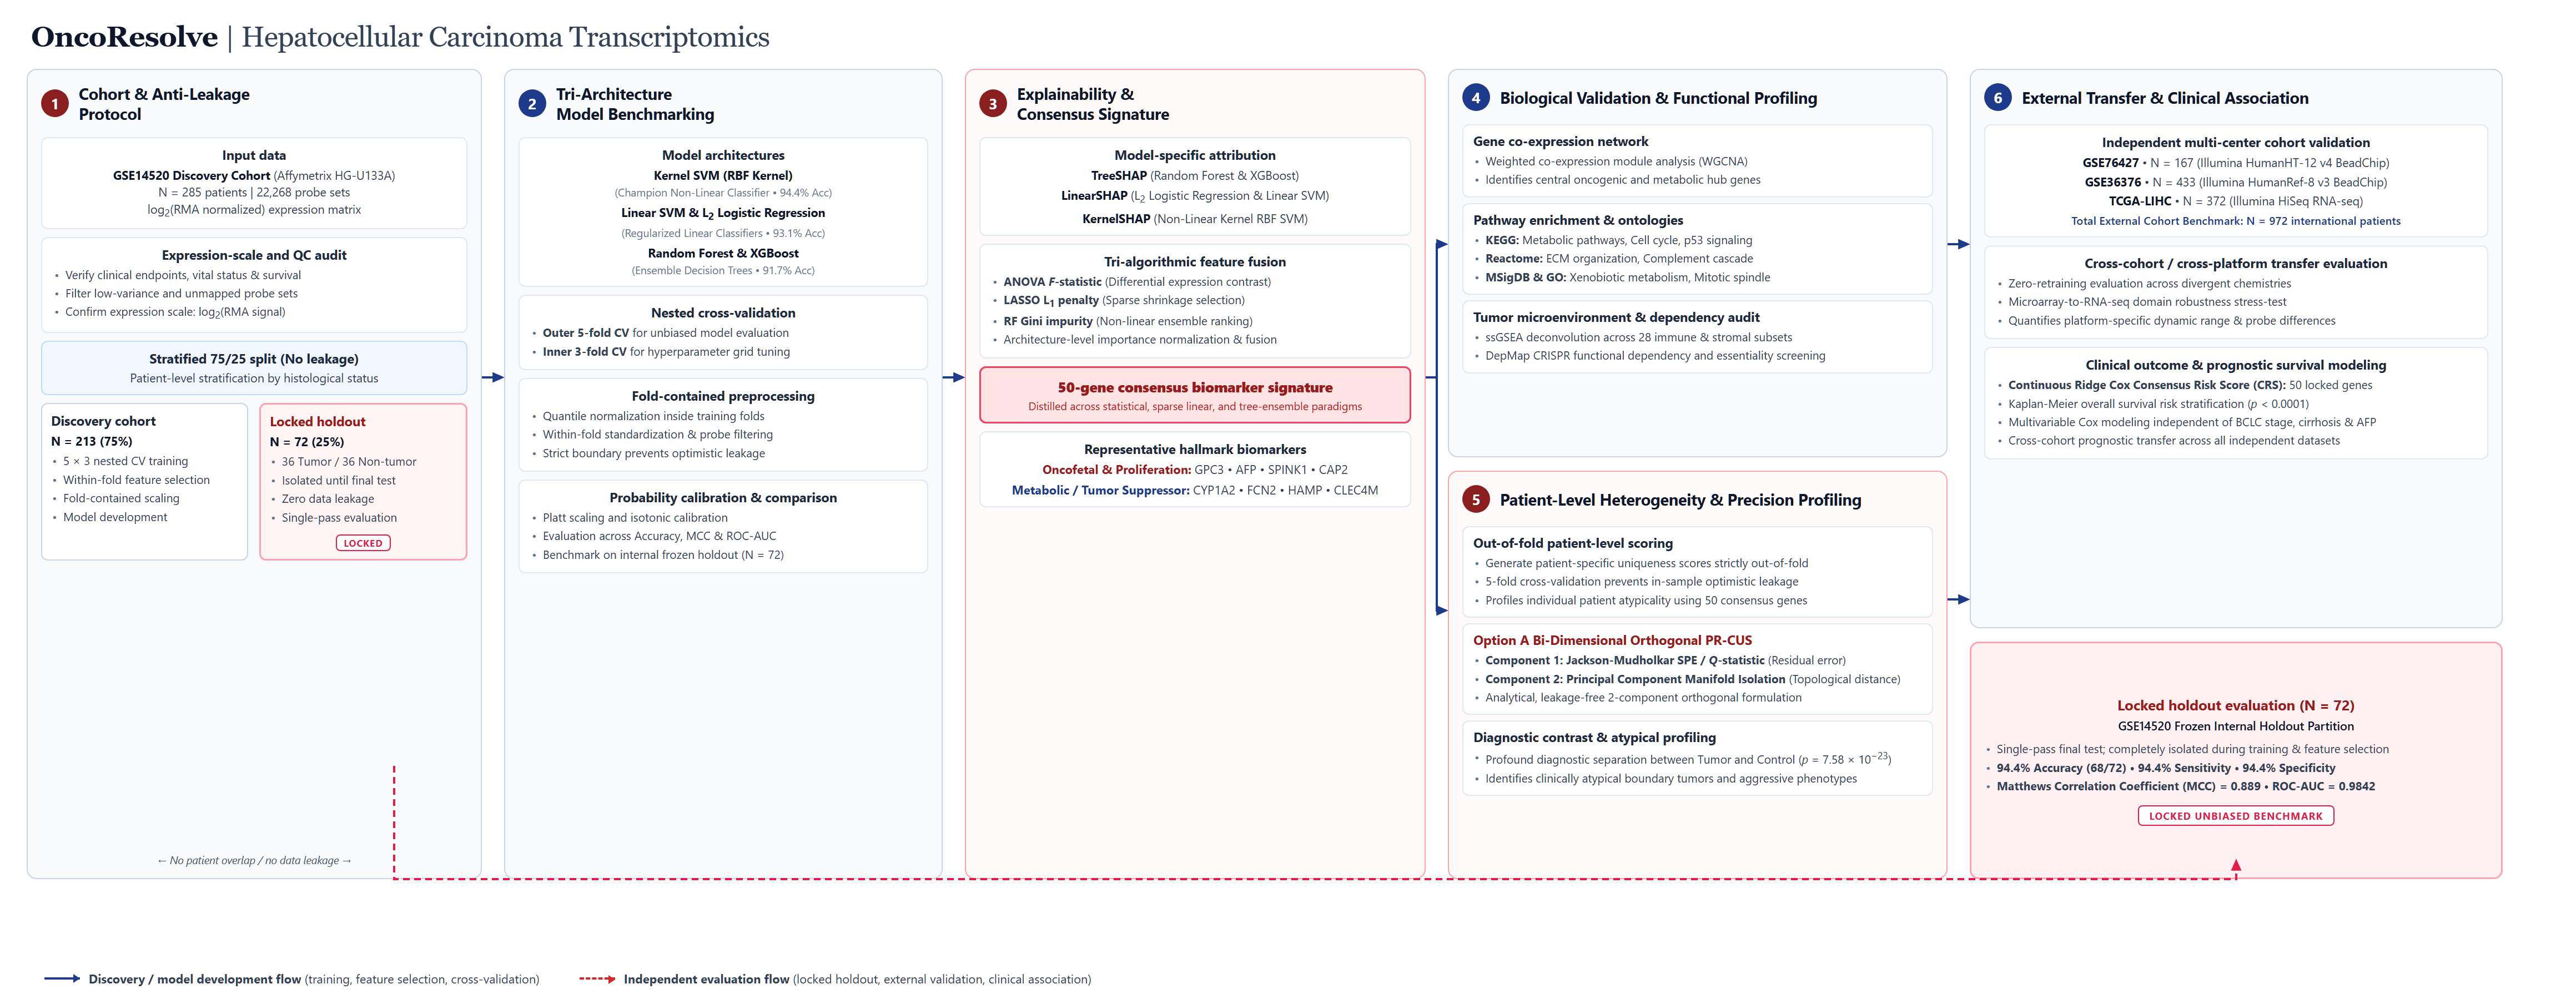 OncoResolve | Hepatocellular Carcinoma Transcriptomics
1
Cohort & Anti-Leakage
Protocol
Input data
GSE14520 Discovery Cohort (Affymetrix HG-U133A)
N = 285 patients | 22,268 probe sets
log₂(RMA normalized) expression matrix
Expression-scale and QC audit
• Verify clinical endpoints, vital status & survival
• Filter low-variance and unmapped probe sets
• Confirm expression scale: log₂(RMA signal)
Stratified 75/25 split (No leakage)
Patient-level stratification by histological status
Discovery cohort
N = 213 (75%)
• 5 × 3 nested CV training
• Within-fold feature selection
• Fold-contained scaling
• Model development
Locked holdout
N = 72 (25%)
• 36 Tumor / 36 Non-tumor
• Isolated until final test
• Zero data leakage
• Single-pass evaluation
LOCKED
← No patient overlap / no data leakage →
2
Tri-Architecture
Model Benchmarking
Model architectures
Kernel SVM (RBF Kernel)
(Champion Non-Linear Classifier • 94.4% Acc)
Linear SVM & L₂ Logistic Regression
(Regularized Linear Classifiers • 93.1% Acc)
Random Forest & XGBoost
(Ensemble Decision Trees • 91.7% Acc)
Nested cross-validation
• Outer 5-fold CV for unbiased model evaluation
• Inner 3-fold CV for hyperparameter grid tuning
Fold-contained preprocessing
• Quantile normalization inside training folds
• Within-fold standardization & probe filtering
• Strict boundary prevents optimistic leakage
Probability calibration & comparison
• Platt scaling and isotonic calibration
• Evaluation across Accuracy, MCC & ROC-AUC
• Benchmark on internal frozen holdout (N = 72)
3
Explainability &
Consensus Signature
Model-specific attribution
TreeSHAP (Random Forest & XGBoost)
LinearSHAP (L₂ Logistic Regression & Linear SVM)
KernelSHAP (Non-Linear Kernel RBF SVM)
Tri-algorithmic feature fusion
• ANOVA F-statistic (Differential expression contrast)
• LASSO L₁ penalty (Sparse shrinkage selection)
• RF Gini impurity (Non-linear ensemble ranking)
• Architecture-level importance normalization & fusion
50-gene consensus biomarker signature
Distilled across statistical, sparse linear, and tree-ensemble paradigms
Representative hallmark biomarkers
Oncofetal & Proliferation: GPC3 • AFP • SPINK1 • CAP2
Metabolic / Tumor Suppressor: CYP1A2 • FCN2 • HAMP • CLEC4M
4
Biological Validation & Functional Profiling
Gene co-expression network
• Weighted co-expression module analysis (WGCNA)
• Identifies central oncogenic and metabolic hub genes
Pathway enrichment & ontologies
• KEGG: Metabolic pathways, Cell cycle, p53 signaling
• Reactome: ECM organization, Complement cascade
• MSigDB & GO: Xenobiotic metabolism, Mitotic spindle
Tumor microenvironment & dependency audit
• ssGSEA deconvolution across 28 immune & stromal subsets
• DepMap CRISPR functional dependency and essentiality screening
5
Patient-Level Heterogeneity & Precision Profiling
Out-of-fold patient-level scoring
• Generate patient-specific uniqueness scores strictly out-of-fold
• 5-fold cross-validation prevents in-sample optimistic leakage
• Profiles individual patient atypicality using 50 consensus genes
Option A Bi-Dimensional Orthogonal PR-CUS
• Component 1: Jackson-Mudholkar SPE / Q-statistic (Residual error)
• Component 2: Principal Component Manifold Isolation (Topological distance)
• Analytical, leakage-free 2-component orthogonal formulation
Diagnostic contrast & atypical profiling
• Profound diagnostic separation between Tumor and Control (p = 7.58 × 10⁻²³)
• Identifies clinically atypical boundary tumors and aggressive phenotypes
6
External Transfer & Clinical Association
Independent multi-center cohort validation
GSE76427 • N = 167 (Illumina HumanHT-12 v4 BeadChip)
GSE36376 • N = 433 (Illumina HumanRef-8 v3 BeadChip)
TCGA-LIHC • N = 372 (Illumina HiSeq RNA-seq)
Total External Cohort Benchmark: N = 972 international patients
Cross-cohort / cross-platform transfer evaluation
• Zero-retraining evaluation across divergent chemistries
• Microarray-to-RNA-seq domain robustness stress-test
• Quantifies platform-specific dynamic range & probe differences
Clinical outcome & prognostic survival modeling
• Continuous Ridge Cox Consensus Risk Score (CRS): 50 locked genes
• Kaplan-Meier overall survival risk stratification (p < 0.0001)
• Multivariable Cox modeling independent of BCLC stage, cirrhosis & AFP
• Cross-cohort prognostic transfer across all independent datasets
Locked holdout evaluation (N = 72)
GSE14520 Frozen Internal Holdout Partition
• Single-pass final test; completely isolated during training & feature selection
• 94.4% Accuracy (68/72) • 94.4% Sensitivity • 94.4% Specificity
• Matthews Correlation Coefficient (MCC) = 0.889 • ROC-AUC = 0.9842
LOCKED UNBIASED BENCHMARK
Discovery / model development flow (training, feature selection, cross-validation)
Independent evaluation flow (locked holdout, external validation, clinical association)